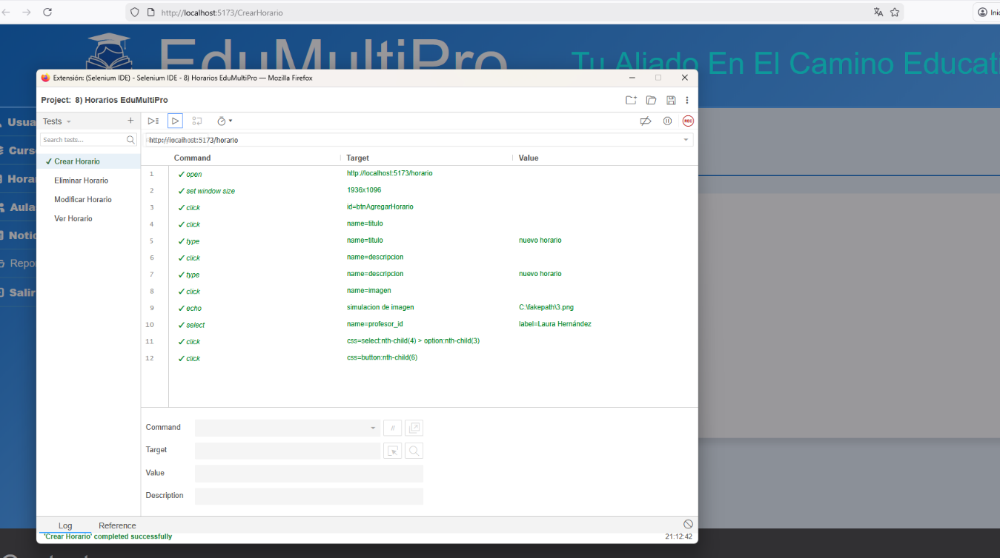 http://localhost:5173/CrearHorario
Inic
EduMultiPro
Tu Aliado En El Camino Educat
Extensión: (Selenium IDE) - Selenium IDE - 8) Horarios EduMultiPro — Mozilla Firefox
Project: 8) Horarios EduMultiPro
Tests
Search tests...
http://localhost:5173/horario
REC
Command Target Value
✓ Crear Horario
Eliminar Horario
Modificar Horario
Ver Horario
1 ✓ open http://localhost:5173/horario
2 ✓ set window size 1936x1096
3 ✓ click id=btnAgregarHorario
4 ✓ click name=titulo
5 ✓ type name=titulo nuevo horario
6 ✓ click name=descripcion
7 ✓ type name=descripcion nuevo horario
8 ✓ click name=imagen
9 ✓ echo simulacion de imagen C:\fakepath\3.png
10 ✓ select name=profesor_id label=Laura Hernández
11 ✓ click css=select:nth-child(4) > option:nth-child(3)
12 ✓ click css=button:nth-child(6)
Command
//
Target
Value
Description
Log Reference
'Crear Horario' completed successfully 21:12:42
Usua
Curs
Hora
Aula
Notic
Repo
Salir